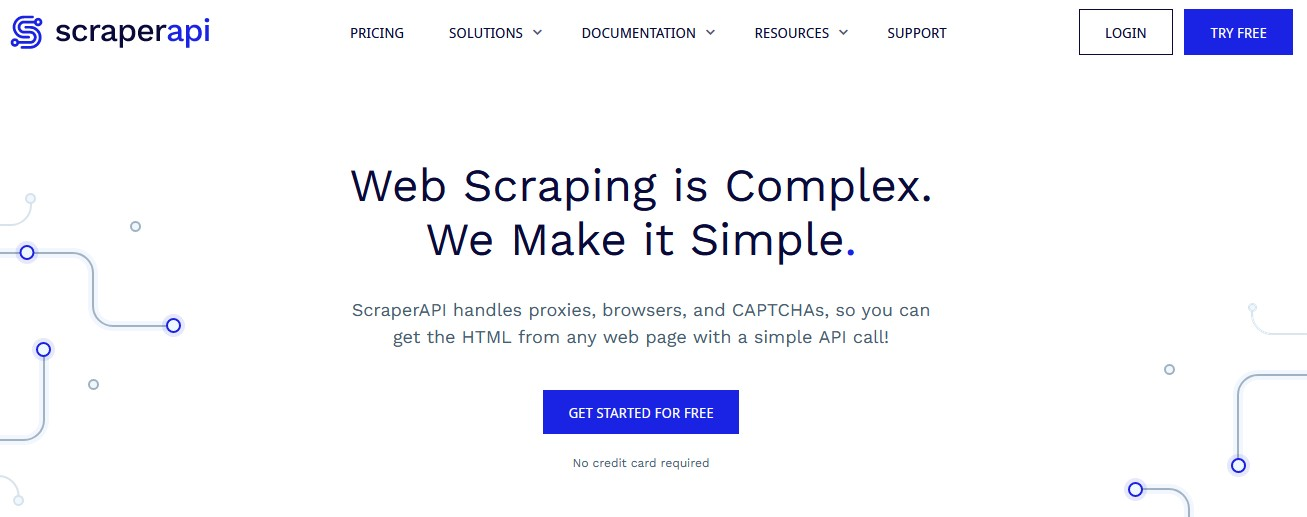 scraperapi
PRICING
SOLUTIONS
DOCUMENTATION
RESOURCES
SUPPORT
LOGIN
TRY FREE
Web Scraping is Complex.
We Make it Simple.
ScraperAPI handles proxies, browsers, and CAPTCHAs, so you can
get the HTML from any web page with a simple API call!
GET STARTED FOR FREE
No credit card required